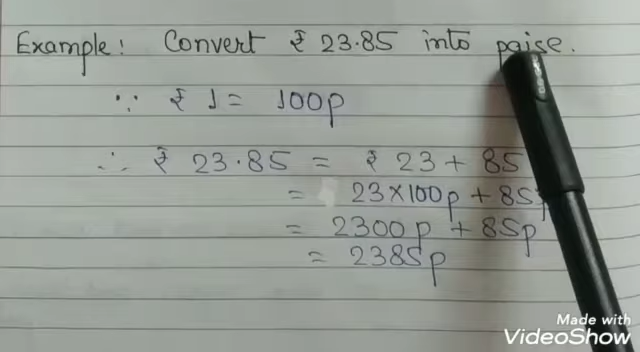 Example: Convert ₹ 23.85 into paise.
∵ ₹ 1 = 100p
∴ ₹ 23.85 = ₹ 23 + 85
= 23×100p + 85p
= 2300p + 85p
= 2385p
Made with
VideoShow